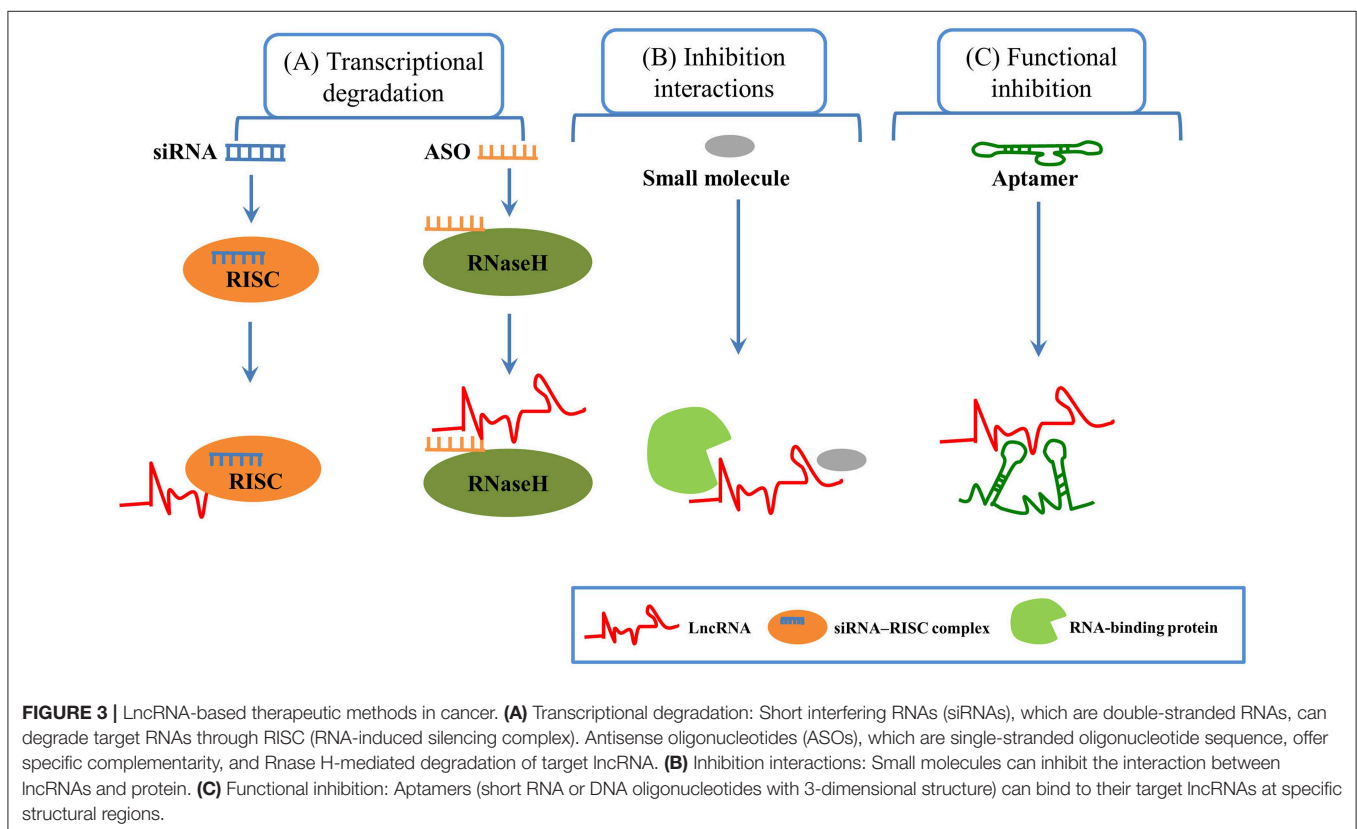 (A) Transcriptional
degradation
(B) Inhibition
interactions
(C) Functional
inhibition
siRNA
ASO
Small molecule
Aptamer
RISC
RNaseH
RISC
RNaseH
LncRNA
siRNA–RISC complex
RNA-binding protein
FIGURE 3 | LncRNA-based therapeutic methods in cancer. (A) Transcriptional degradation: Short interfering RNAs (siRNAs), which are double-stranded RNAs, can
degrade target RNAs through RISC (RNA-induced silencing complex). Antisense oligonucleotides (ASOs), which are single-stranded oligonucleotide sequence, offer
specific complementarity, and Rnase H-mediated degradation of target lncRNA. (B) Inhibition interactions: Small molecules can inhibit the interaction between
lncRNAs and protein. (C) Functional inhibition: Aptamers (short RNA or DNA oligonucleotides with 3-dimensional structure) can bind to their target lncRNAs at specific
structural regions.